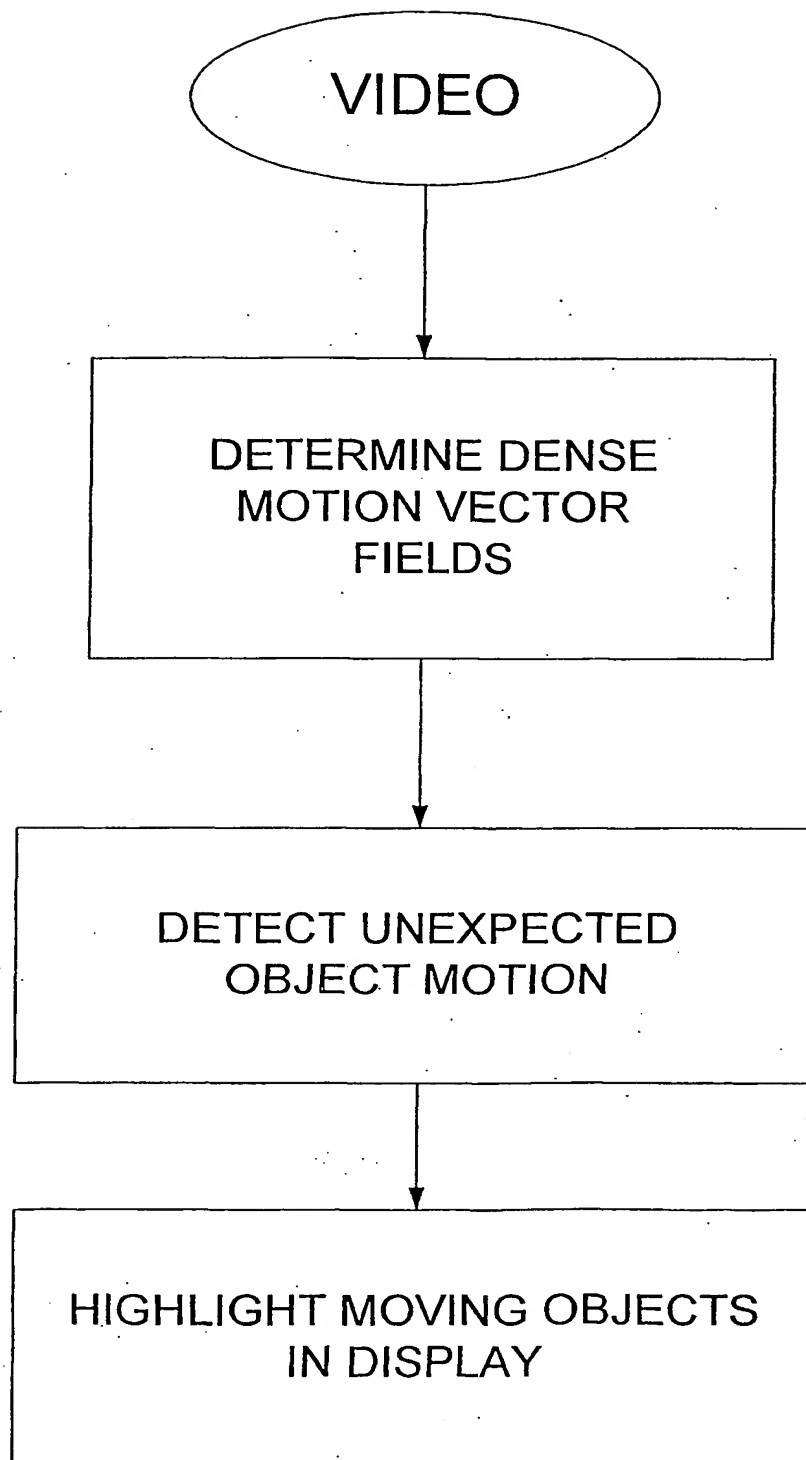 VIDEO
DETERMINE DENSE
MOTION VECTOR
FIELDS
DETECT UNEXPECTED
OBJECT MOTION
HIGHLIGHT MOVING OBJECTS
IN DISPLAY